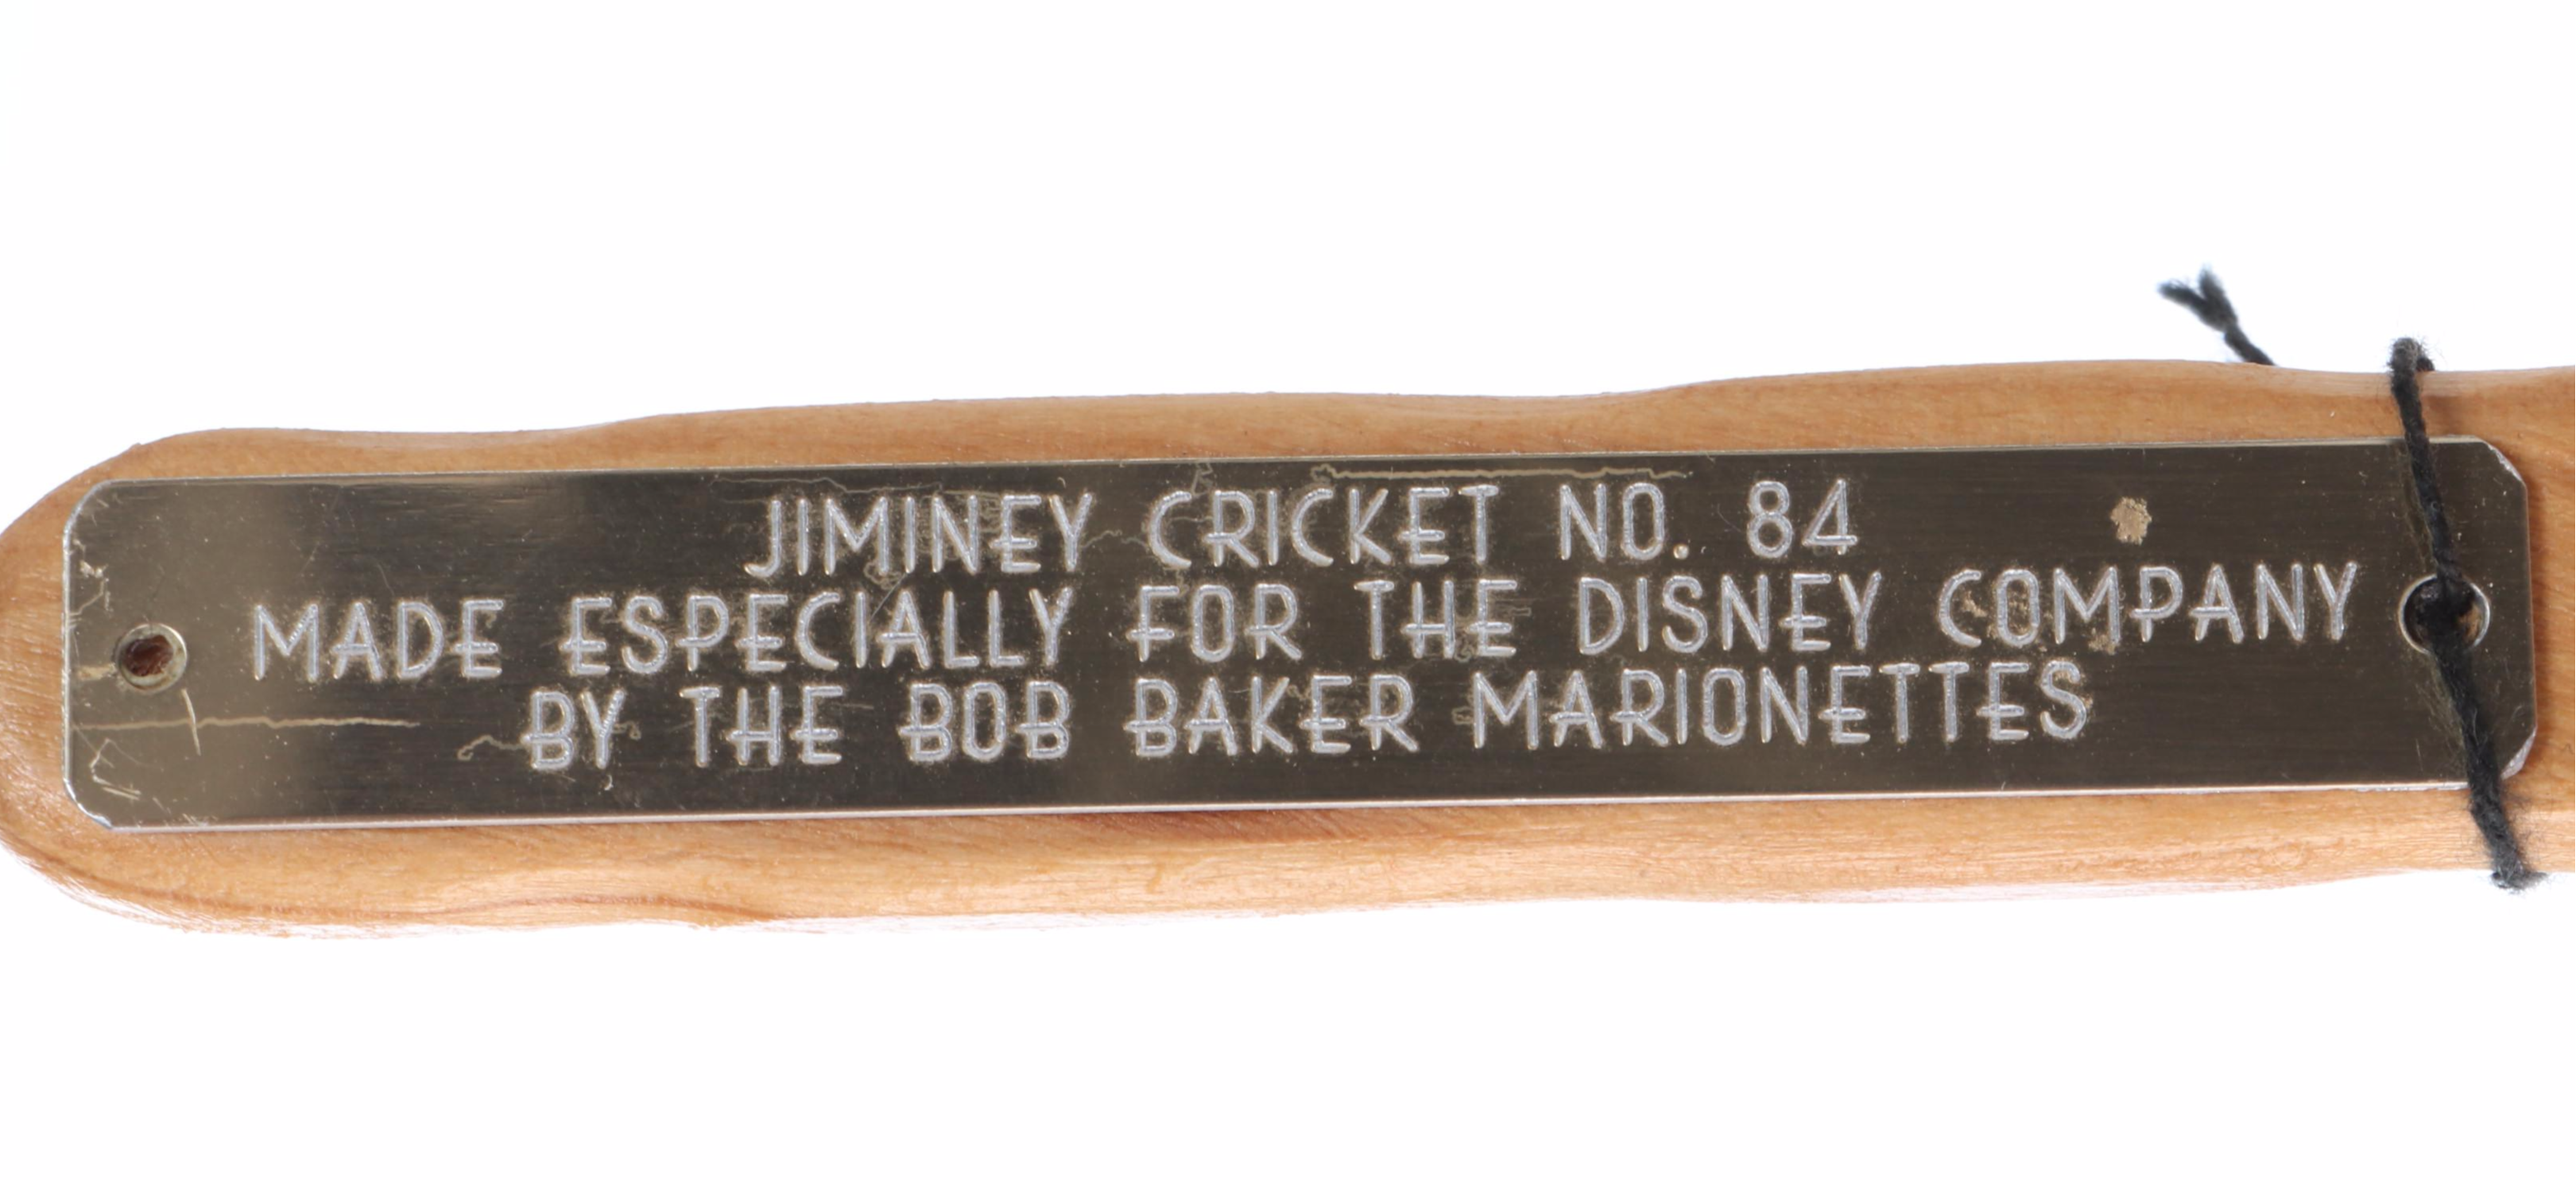 JIMINEY CRICKET NO. 84
MADE ESPECIALLY FOR THE DISNEY COMPANY
BY THE BOB BAKER MARIONETTES